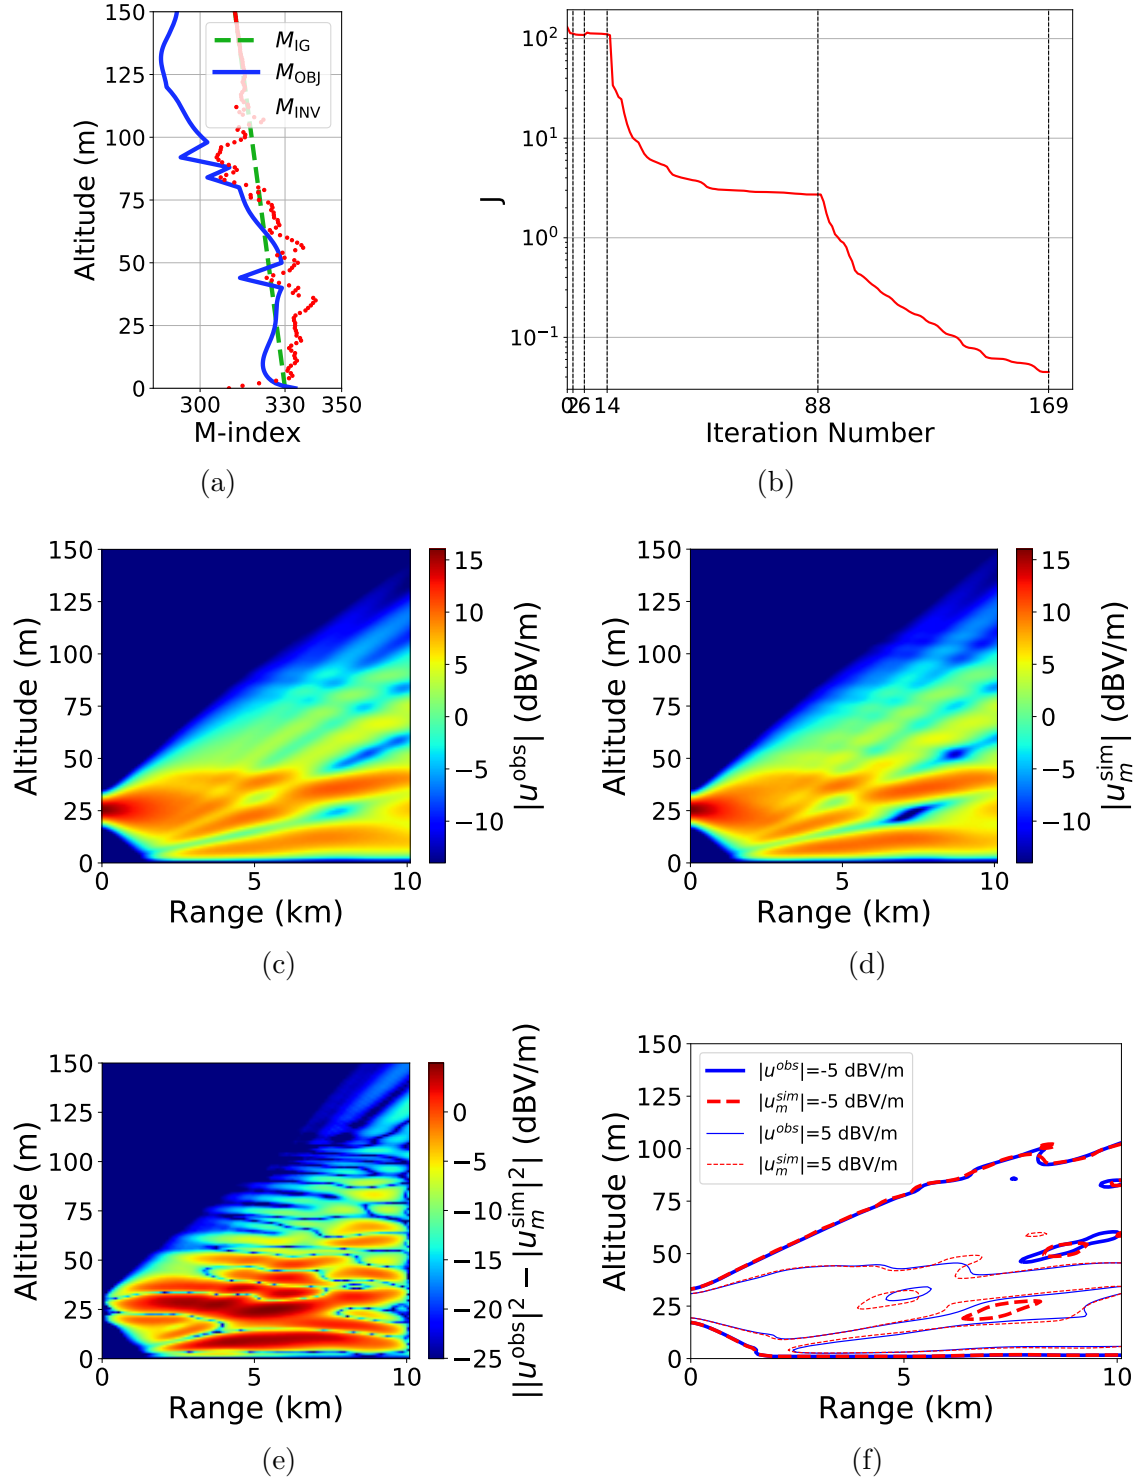 150
125
100
75
50
25
0
Altitude (m)
M_IG
M_OBJ
M_INV
300 330 350
M-index
(a)
10^2
10^1
10^0
10^-1
J
0 2 6 14 88 169
Iteration Number
(b)
150
125
100
75
50
25
0
Altitude (m)
0 5 10
Range (km)
15
10
5
0
−5
−10
|u^obs| (dBV/m)
(c)
150
125
100
75
50
25
0
Altitude (m)
0 5 10
Range (km)
15
10
5
0
−5
−10
|u_m^sim| (dBV/m)
(d)
150
125
100
75
50
25
0
Altitude (m)
0 5 10
Range (km)
0
−5
−10
−15
−20
−25
||u^obs|^2 − |u_m^sim|^2| (dBV/m)
(e)
150
125
100
75
50
25
0
Altitude (m)
|u^obs|=-5 dBV/m
|u_m^sim|=-5 dBV/m
|u^obs|=5 dBV/m
|u_m^sim|=5 dBV/m
0 5 10
Range (km)
(f)